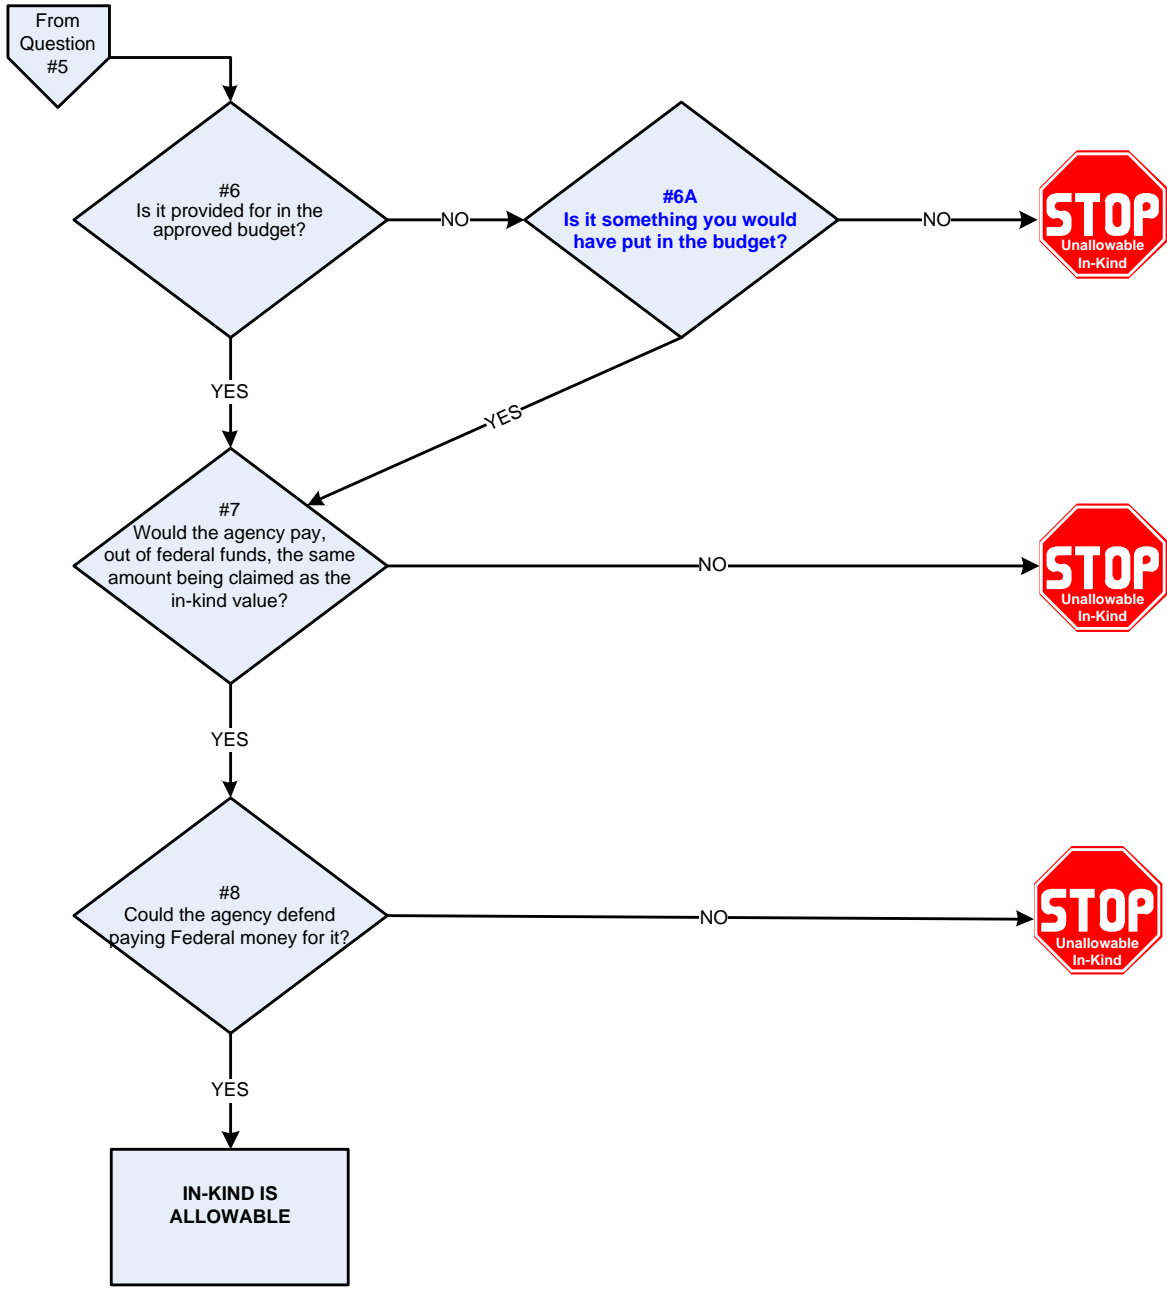 From
Question
#5
#6
Is it provided for in the
approved budget?
NO
#6A
Is it something you would
have put in the budget?
NO
STOP
Unallowable
In-Kind
YES
YES
#7
Would the agency pay,
out of federal funds, the same
amount being claimed as the
in-kind value?
NO
STOP
Unallowable
In-Kind
YES
#8
Could the agency defend
paying Federal money for it?
NO
STOP
Unallowable
In-Kind
YES
IN-KIND IS
ALLOWABLE